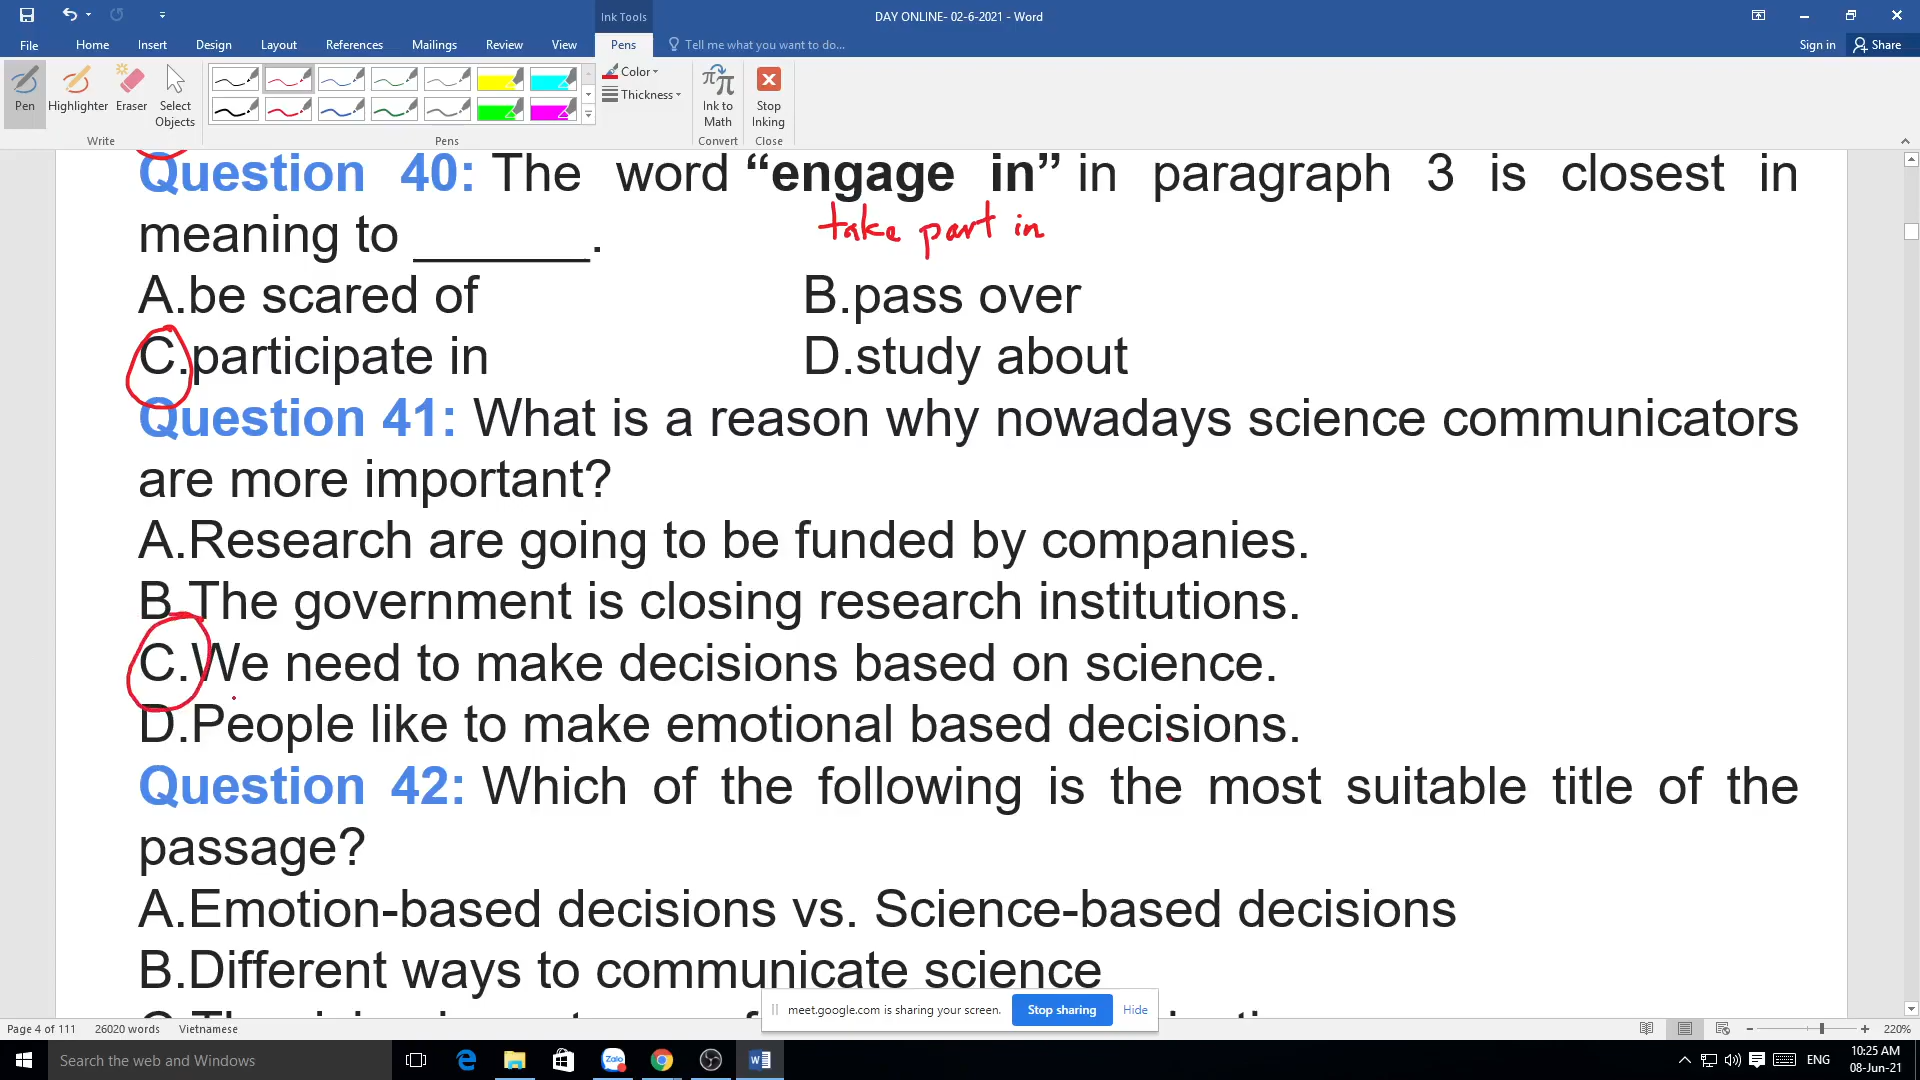 Ink Tools
DAY ONLINE- 02-6-2021 - Word
File Home Insert Design Layout References Mailings Review View Pens Tell me what you want to do... Sign in Share
Pen Highlighter Eraser Select Objects
Color
Thickness
Ink to Math
Stop Inking
Write Pens Convert Close
Question 40: The word “engage in” in paragraph 3 is closest in
take part in
meaning to _______.
A.be scared of B.pass over
C.participate in D.study about
Question 41: What is a reason why nowadays science communicators
are more important?
A.Research are going to be funded by companies.
B.The government is closing research institutions.
C.We need to make decisions based on science.
D.People like to make emotional based decisions.
Question 42: Which of the following is the most suitable title of the
passage?
A.Emotion-based decisions vs. Science-based decisions
B.Different ways to communicate science
meet.google.com is sharing your screen. Stop sharing Hide
Page 4 of 111 26020 words Vietnamese 220%
Search the web and Windows
Zalo
ENG
10:25 AM
08-Jun-21